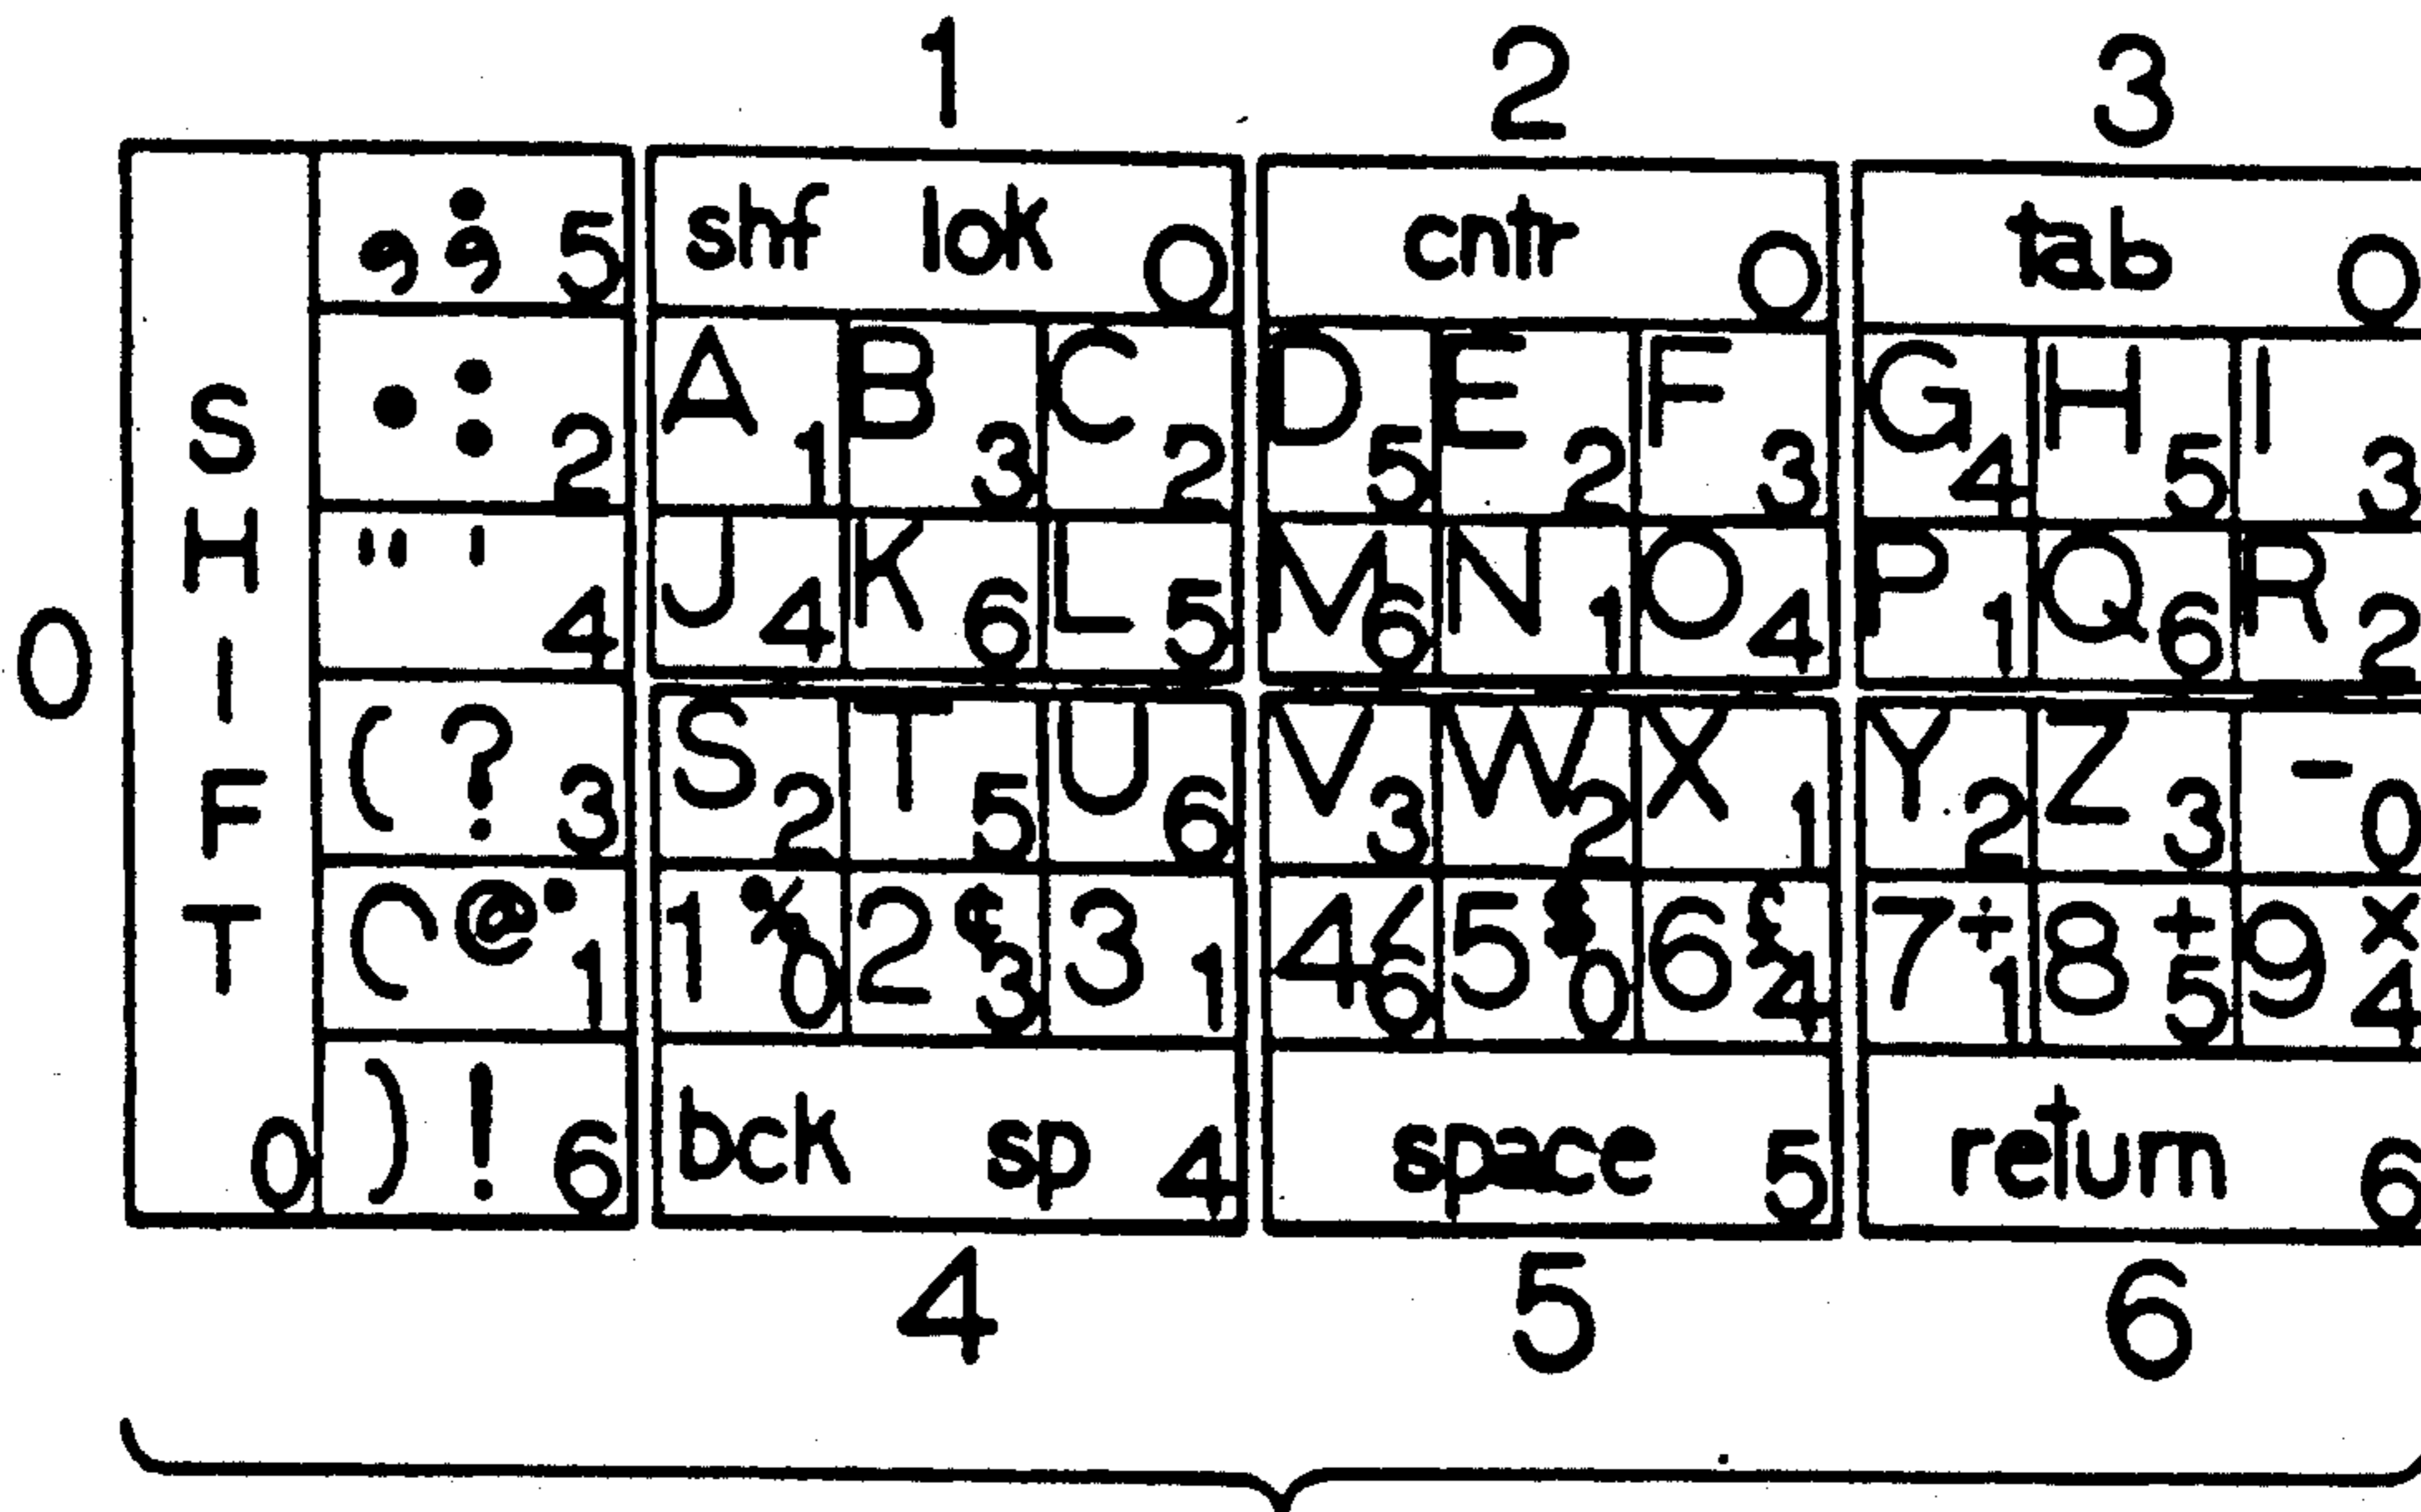 1 2 3
, ; 5 shf lok 0 cntr 0 tab 0
. : 2 A 1 B 3 C 2 D 5 E 2 F 3 G 4 H 5 I 3
" ' 4 J 4 K 6 L 5 M 6 N 1 O 4 P 1 Q 6 R 2
0
SHIFT 0
( ? 3 S 2 T 5 U 6 V 3 W 2 X 1 Y 2 Z 3 - 0
@ 1 1 0 2 ¢ 3 3 1 4 6 5 0 6 £ 4 7 ÷ 1 8 + 5 9 × 4
) ! 6 bck sp 4 space 5 return 6
4 5 6